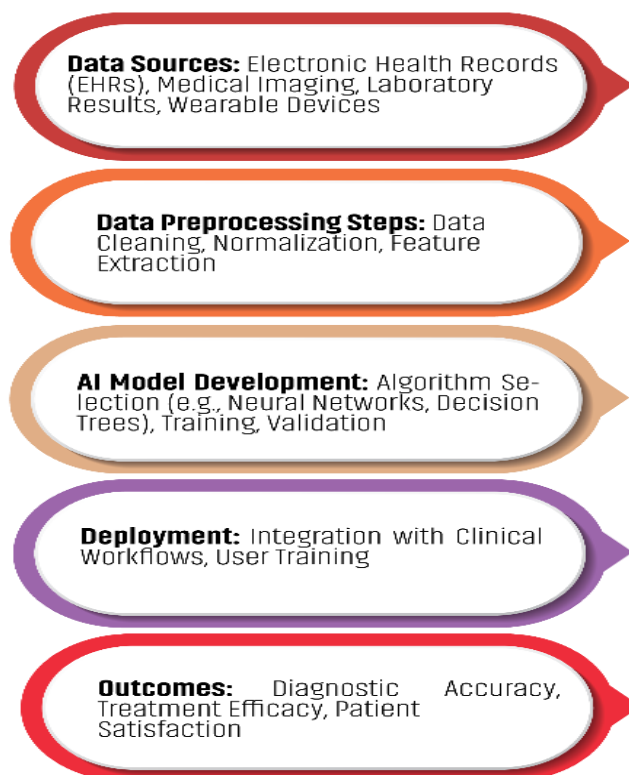 Data Sources: Electronic Health Records
(EHRs), Medical Imaging, Laboratory
Results, Wearable Devices
Data Preprocessing Steps: Data
Cleaning, Normalization, Feature
Extraction
AI Model Development: Algorithm Se-
lection (e.g., Neural Networks, Decision
Trees), Training, Validation
Deployment: Integration with Clinical
Workflows, User Training
Outcomes: Diagnostic Accuracy,
Treatment Efficacy, Patient
Satisfaction